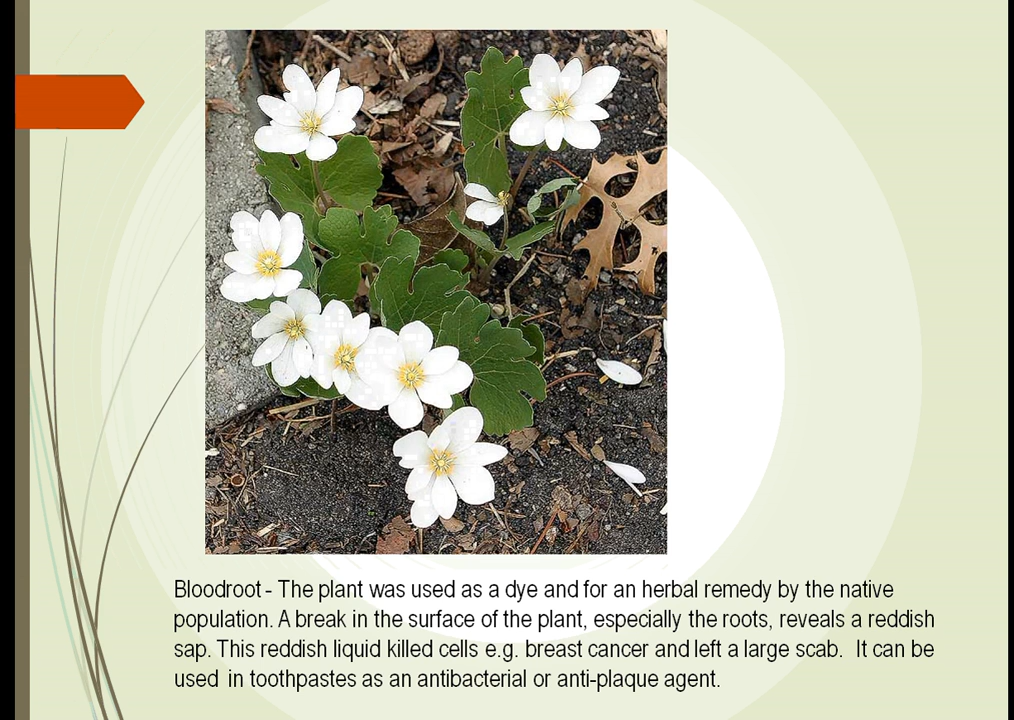 Bloodroot - The plant was used as a dye and for an herbal remedy by the native
population. A break in the surface of the plant, especially the roots, reveals a reddish
sap. This reddish liquid killed cells e.g. breast cancer and left a large scab. It can be
used in toothpastes as an antibacterial or anti-plaque agent.